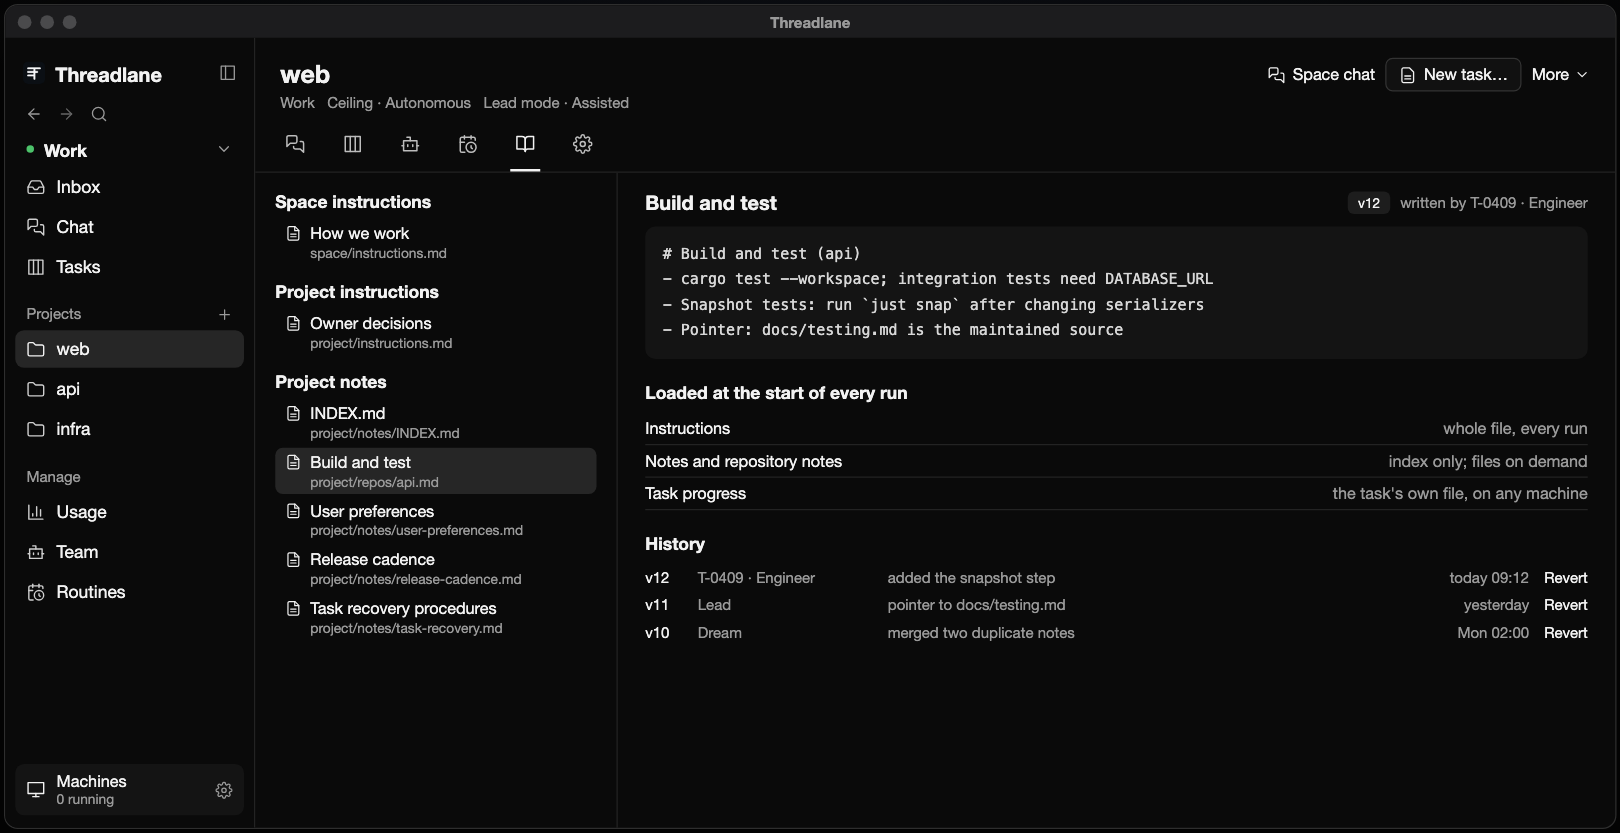 Threadlane
Threadlane
Work
Inbox
Chat
Tasks
Projects
web
api
infra
Manage
Usage
Team
Routines
Machines
0 running
web
Work Ceiling · Autonomous Lead mode · Assisted
Space chat
New task…
More
Space instructions
How we work
space/instructions.md
Project instructions
Owner decisions
project/instructions.md
Project notes
INDEX.md
project/notes/INDEX.md
Build and test
project/repos/api.md
User preferences
project/notes/user-preferences.md
Release cadence
project/notes/release-cadence.md
Task recovery procedures
project/notes/task-recovery.md
Build and test
v12 written by T-0409 · Engineer
# Build and test (api)
- cargo test --workspace; integration tests need DATABASE_URL
- Snapshot tests: run `just snap` after changing serializers
- Pointer: docs/testing.md is the maintained source
Loaded at the start of every run
Instructions whole file, every run
Notes and repository notes index only; files on demand
Task progress the task's own file, on any machine
History
v12 T-0409 · Engineer added the snapshot step today 09:12 Revert
v11 Lead pointer to docs/testing.md yesterday Revert
v10 Dream merged two duplicate notes Mon 02:00 Revert